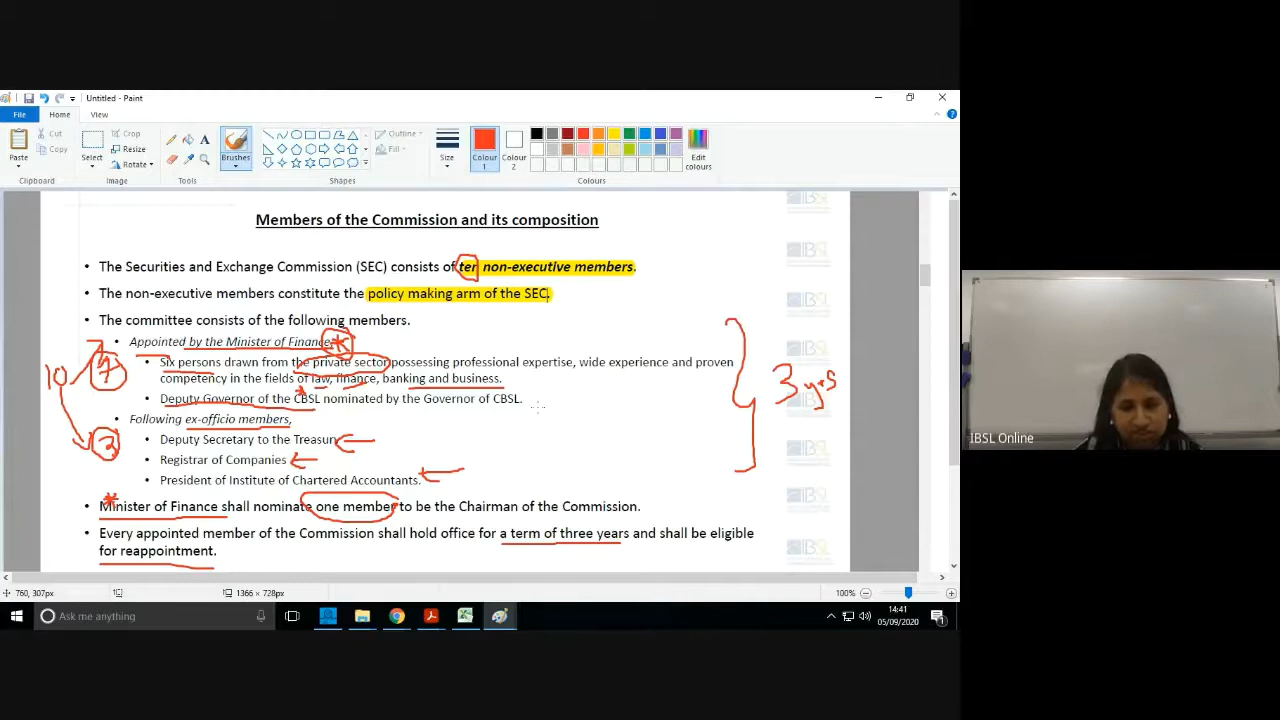 Untitled - Paint
File Home View
Paste
Cut
Copy
Clipboard
Select
Crop
Resize
Rotate
Image
Tools
Brushes
Shapes
Outline
Fill
Size
Colour 1
Colour 2
Edit colours
Colours
Members of the Commission and its composition
• The Securities and Exchange Commission (SEC) consists of ten non-executive members.
• The non-executive members constitute the policy making arm of the SEC.
• The committee consists of the following members.
• Appointed by the Minister of Finance
• Six persons drawn from the private sector possessing professional expertise, wide experience and proven
competency in the fields of law, finance, banking and business.
• Deputy Governor of the CBSL nominated by the Governor of CBSL.
• Following ex-officio members,
• Deputy Secretary to the Treasury
• Registrar of Companies
• President of Institute of Chartered Accountants.
• Minister of Finance shall nominate one member to be the Chairman of the Commission.
• Every appointed member of the Commission shall hold office for a term of three years and shall be eligible
for reappointment.
10
7
3
3 yrs
IBSL
IBSL
IBSL
IBSL
IBSL
IBSL
IBSL
IBSL
IBSL Online
760, 307px
1366 × 728px
100%
Ask me anything
14:41
05/09/2020